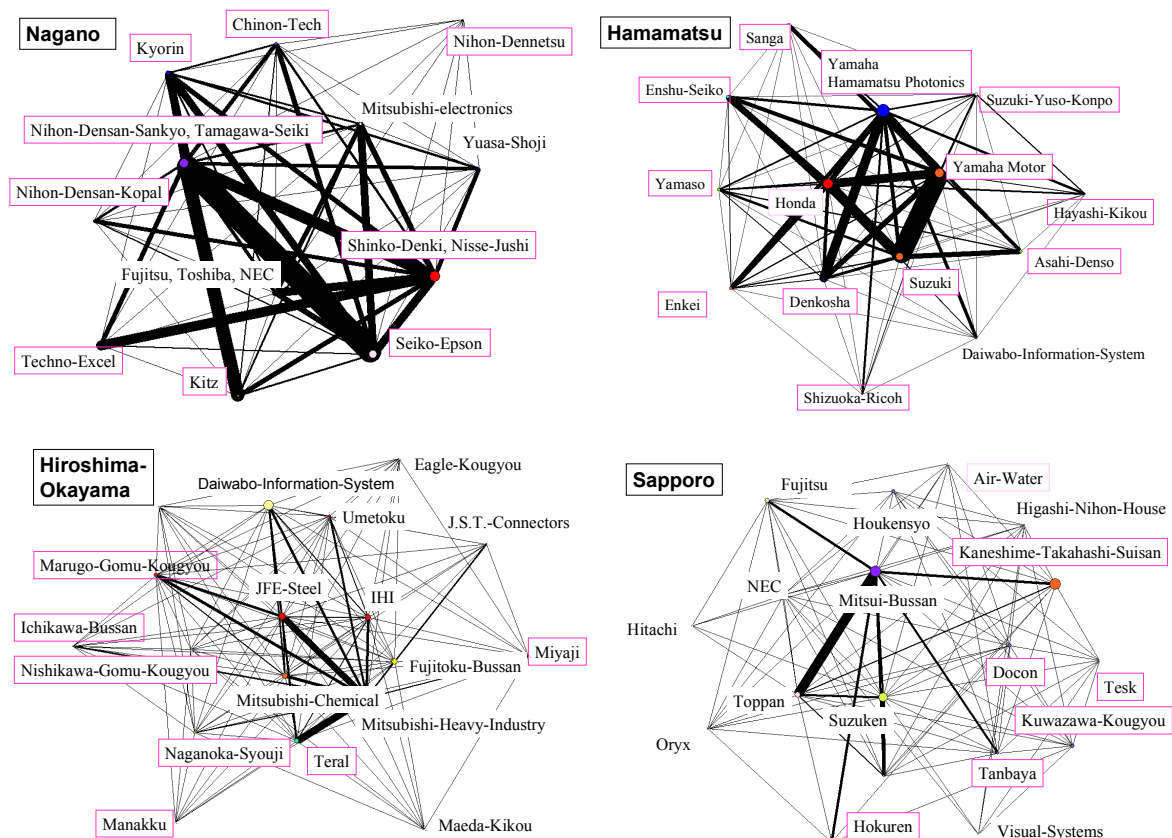 Nagano
Chinon-Tech
Kyorin
Nihon-Dennetsu
Mitsubishi-electronics
Nihon-Densan-Sankyo, Tamagawa-Seiki
Yuasa-Shoji
Nihon-Densan-Kopal
Shinko-Denki, Nisse-Jushi
Fujitsu, Toshiba, NEC
Seiko-Epson
Techno-Excel
Kitz
Hamamatsu
Sanga
Yamaha
Hamamatsu Photonics
Enshu-Seiko
Suzuki-Yuso-Konpo
Yamaha Motor
Yamaso
Honda
Hayashi-Kikou
Asahi-Denso
Suzuki
Enkei
Denkosha
Daiwabo-Information-System
Shizuoka-Ricoh
Hiroshima-
Okayama
Eagle-Kougyou
Daiwabo-Information-System
Umetoku
J.S.T.-Connectors
Marugo-Gomu-Kougyou
JFE-Steel
IHI
Ichikawa-Bussan
Miyaji
Nishikawa-Gomu-Kougyou
Fujitoku-Bussan
Mitsubishi-Chemical
Mitsubishi-Heavy-Industry
Naganoka-Syouji
Teral
Manakku
Maeda-Kikou
Sapporo
Air-Water
Fujitsu
Higashi-Nihon-House
Houkensyo
Kaneshime-Takahashi-Suisan
NEC
Mitsui-Bussan
Hitachi
Docon
Tesk
Toppan
Suzuken
Kuwazawa-Kougyou
Oryx
Tanbaya
Hokuren
Visual-Systems